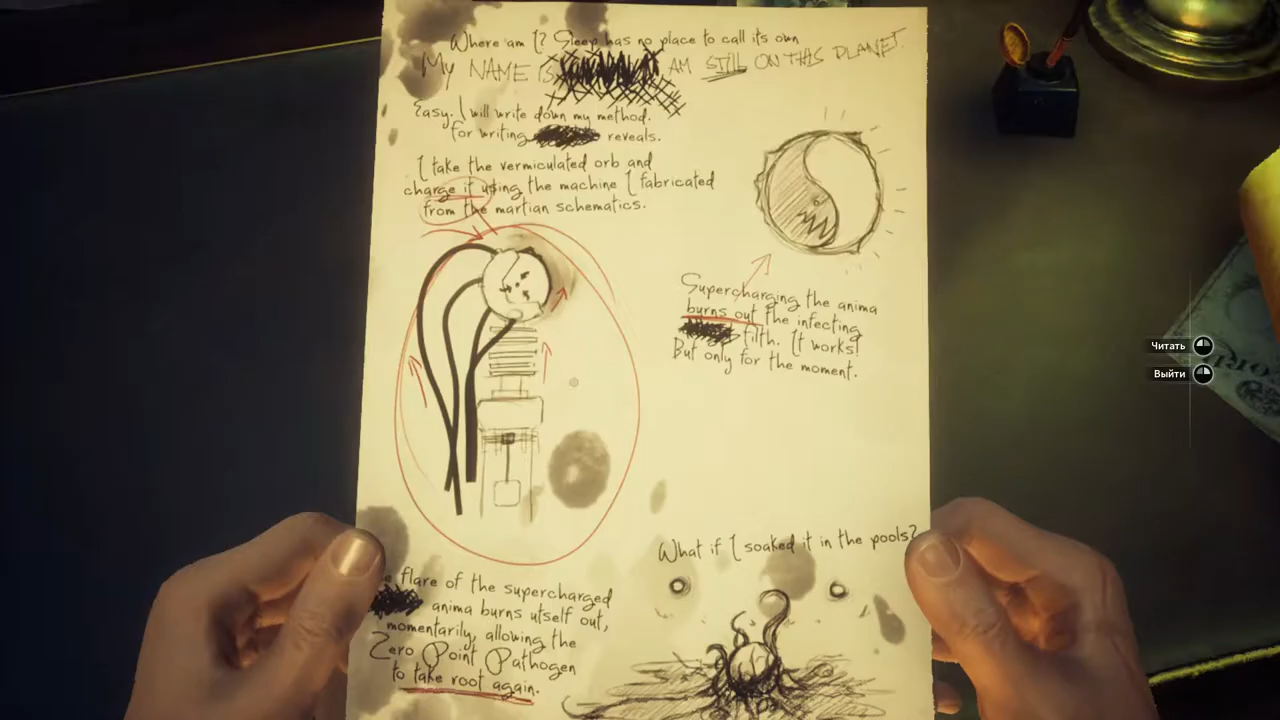 Where am I? Sleep has no place to call its own
MY NAME IS AM STILL ON THIS PLANET.
Easy. I will write down my method.
for writing reveals.
I take the vermiculated orb and
charge it using the machine I fabricated
from the martian schematics.
Supercharging the anima
burns out the infecting
filth. It works!
But only for the moment.
Читать
Выйти
What if I soaked it in the pools?
flare of the supercharged
anima burns utself out,
momentarily, allowing the
Zero Point Pathogen
to take root again.